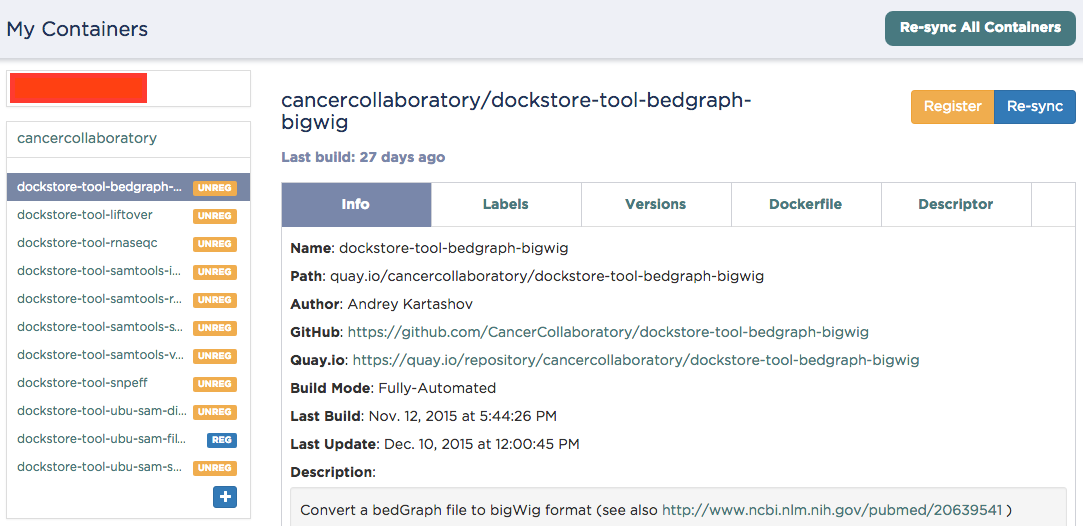 My Containers
Re-sync All Containers
cancercollaboratory
dockstore-tool-bedgraph-... UNREG
dockstore-tool-liftover UNREG
dockstore-tool-rnaseqc UNREG
dockstore-tool-samtools-i... UNREG
dockstore-tool-samtools-r... UNREG
dockstore-tool-samtools-s... UNREG
dockstore-tool-samtools-v... UNREG
dockstore-tool-snpeff UNREG
dockstore-tool-ubu-sam-di... UNREG
dockstore-tool-ubu-sam-fil... REG
dockstore-tool-ubu-sam-s... UNREG
+
cancercollaboratory/dockstore-tool-bedgraph-
bigwig
Register Re-sync
Last build: 27 days ago
Info Labels Versions Dockerfile Descriptor
Name: dockstore-tool-bedgraph-bigwig
Path: quay.io/cancercollaboratory/dockstore-tool-bedgraph-bigwig
Author: Andrey Kartashov
GitHub: https://github.com/CancerCollaboratory/dockstore-tool-bedgraph-bigwig
Quay.io: https://quay.io/repository/cancercollaboratory/dockstore-tool-bedgraph-bigwig
Build Mode: Fully-Automated
Last Build: Nov. 12, 2015 at 5:44:26 PM
Last Update: Dec. 10, 2015 at 12:00:45 PM
Description:
Convert a bedGraph file to bigWig format (see also http://www.ncbi.nlm.nih.gov/pubmed/20639541 )